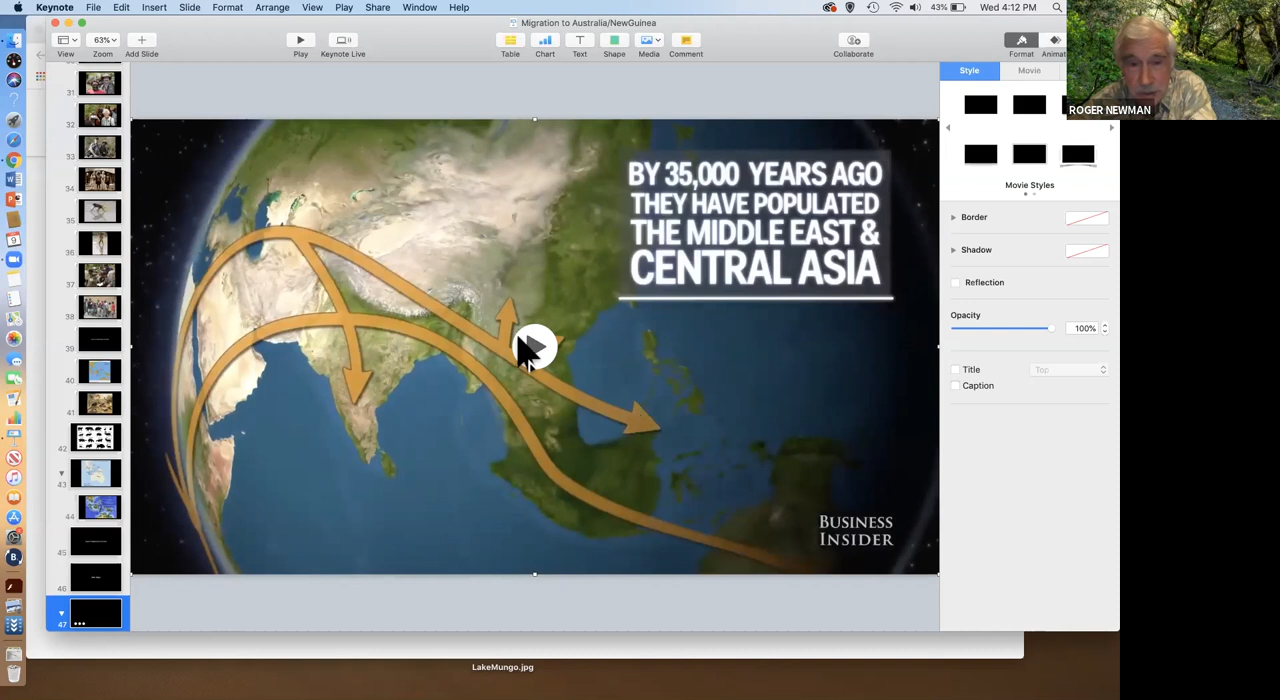 Keynote File Edit Insert Slide Format Arrange View Play Share Window Help
43% Wed 4:12 PM
Migration to Australia/NewGuinea
63%
View Zoom Add Slide Play Keynote Live Table Chart Text Shape Media Comment Collaborate Format Animat
Style Movie
ROGER NEWMAN
31
32
33
34
35
36
37
38
39
40
41
42
43
44
45
46
47
BY 35,000 YEARS AGO
THEY HAVE POPULATED
THE MIDDLE EAST &
CENTRAL ASIA
BUSINESS
INSIDER
Movie Styles
Border
Shadow
Reflection
Opacity
100%
Title Top
Caption
LakeMungo.jpg